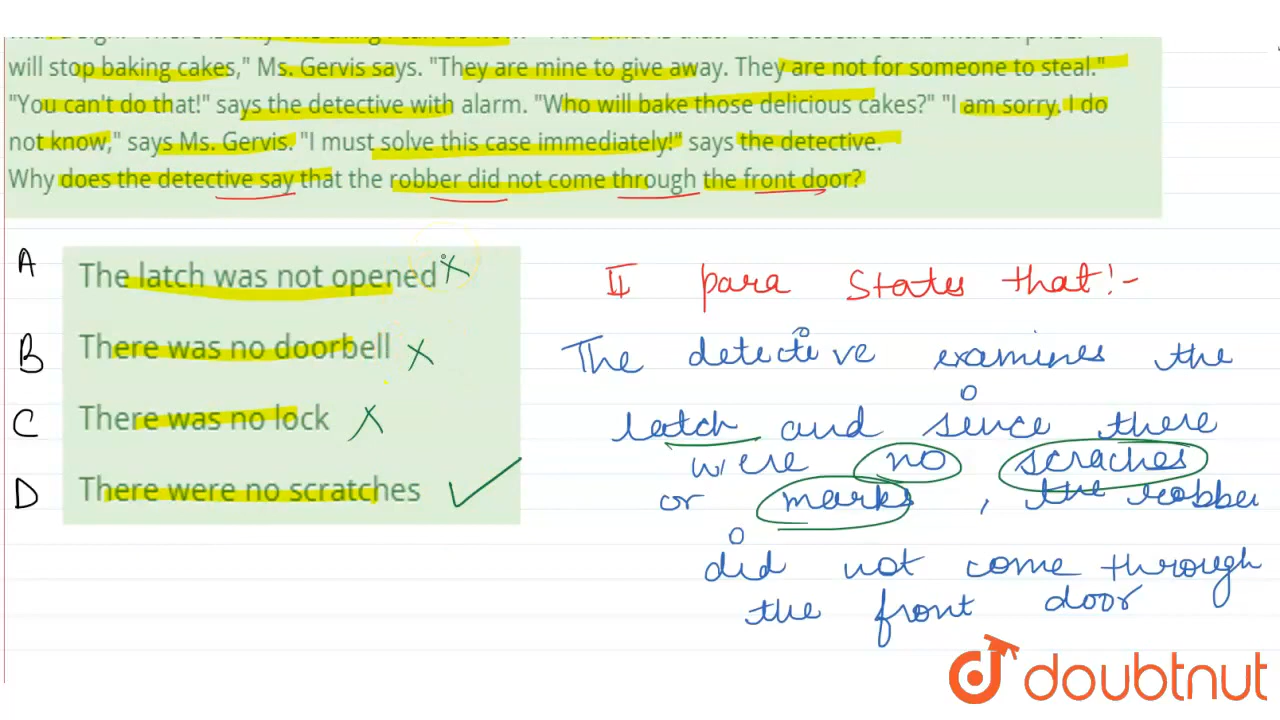 will stop baking cakes," Ms. Gervis says. "They are mine to give away. They are not for someone to steal."
"You can't do that!" says the detective with alarm. "Who will bake those delicious cakes?" "I am sorry. I do
not know," says Ms. Gervis. "I must solve this case immediately!" says the detective.
Why does the detective say that the robber did not come through the front door?
A The latch was not opened
B There was no doorbell
C There was no lock
D There were no scratches
II para States that:-
The detective examines the
latch and since there
were no scraches
or marks, the robber
did not come through
the front door
doubtnut